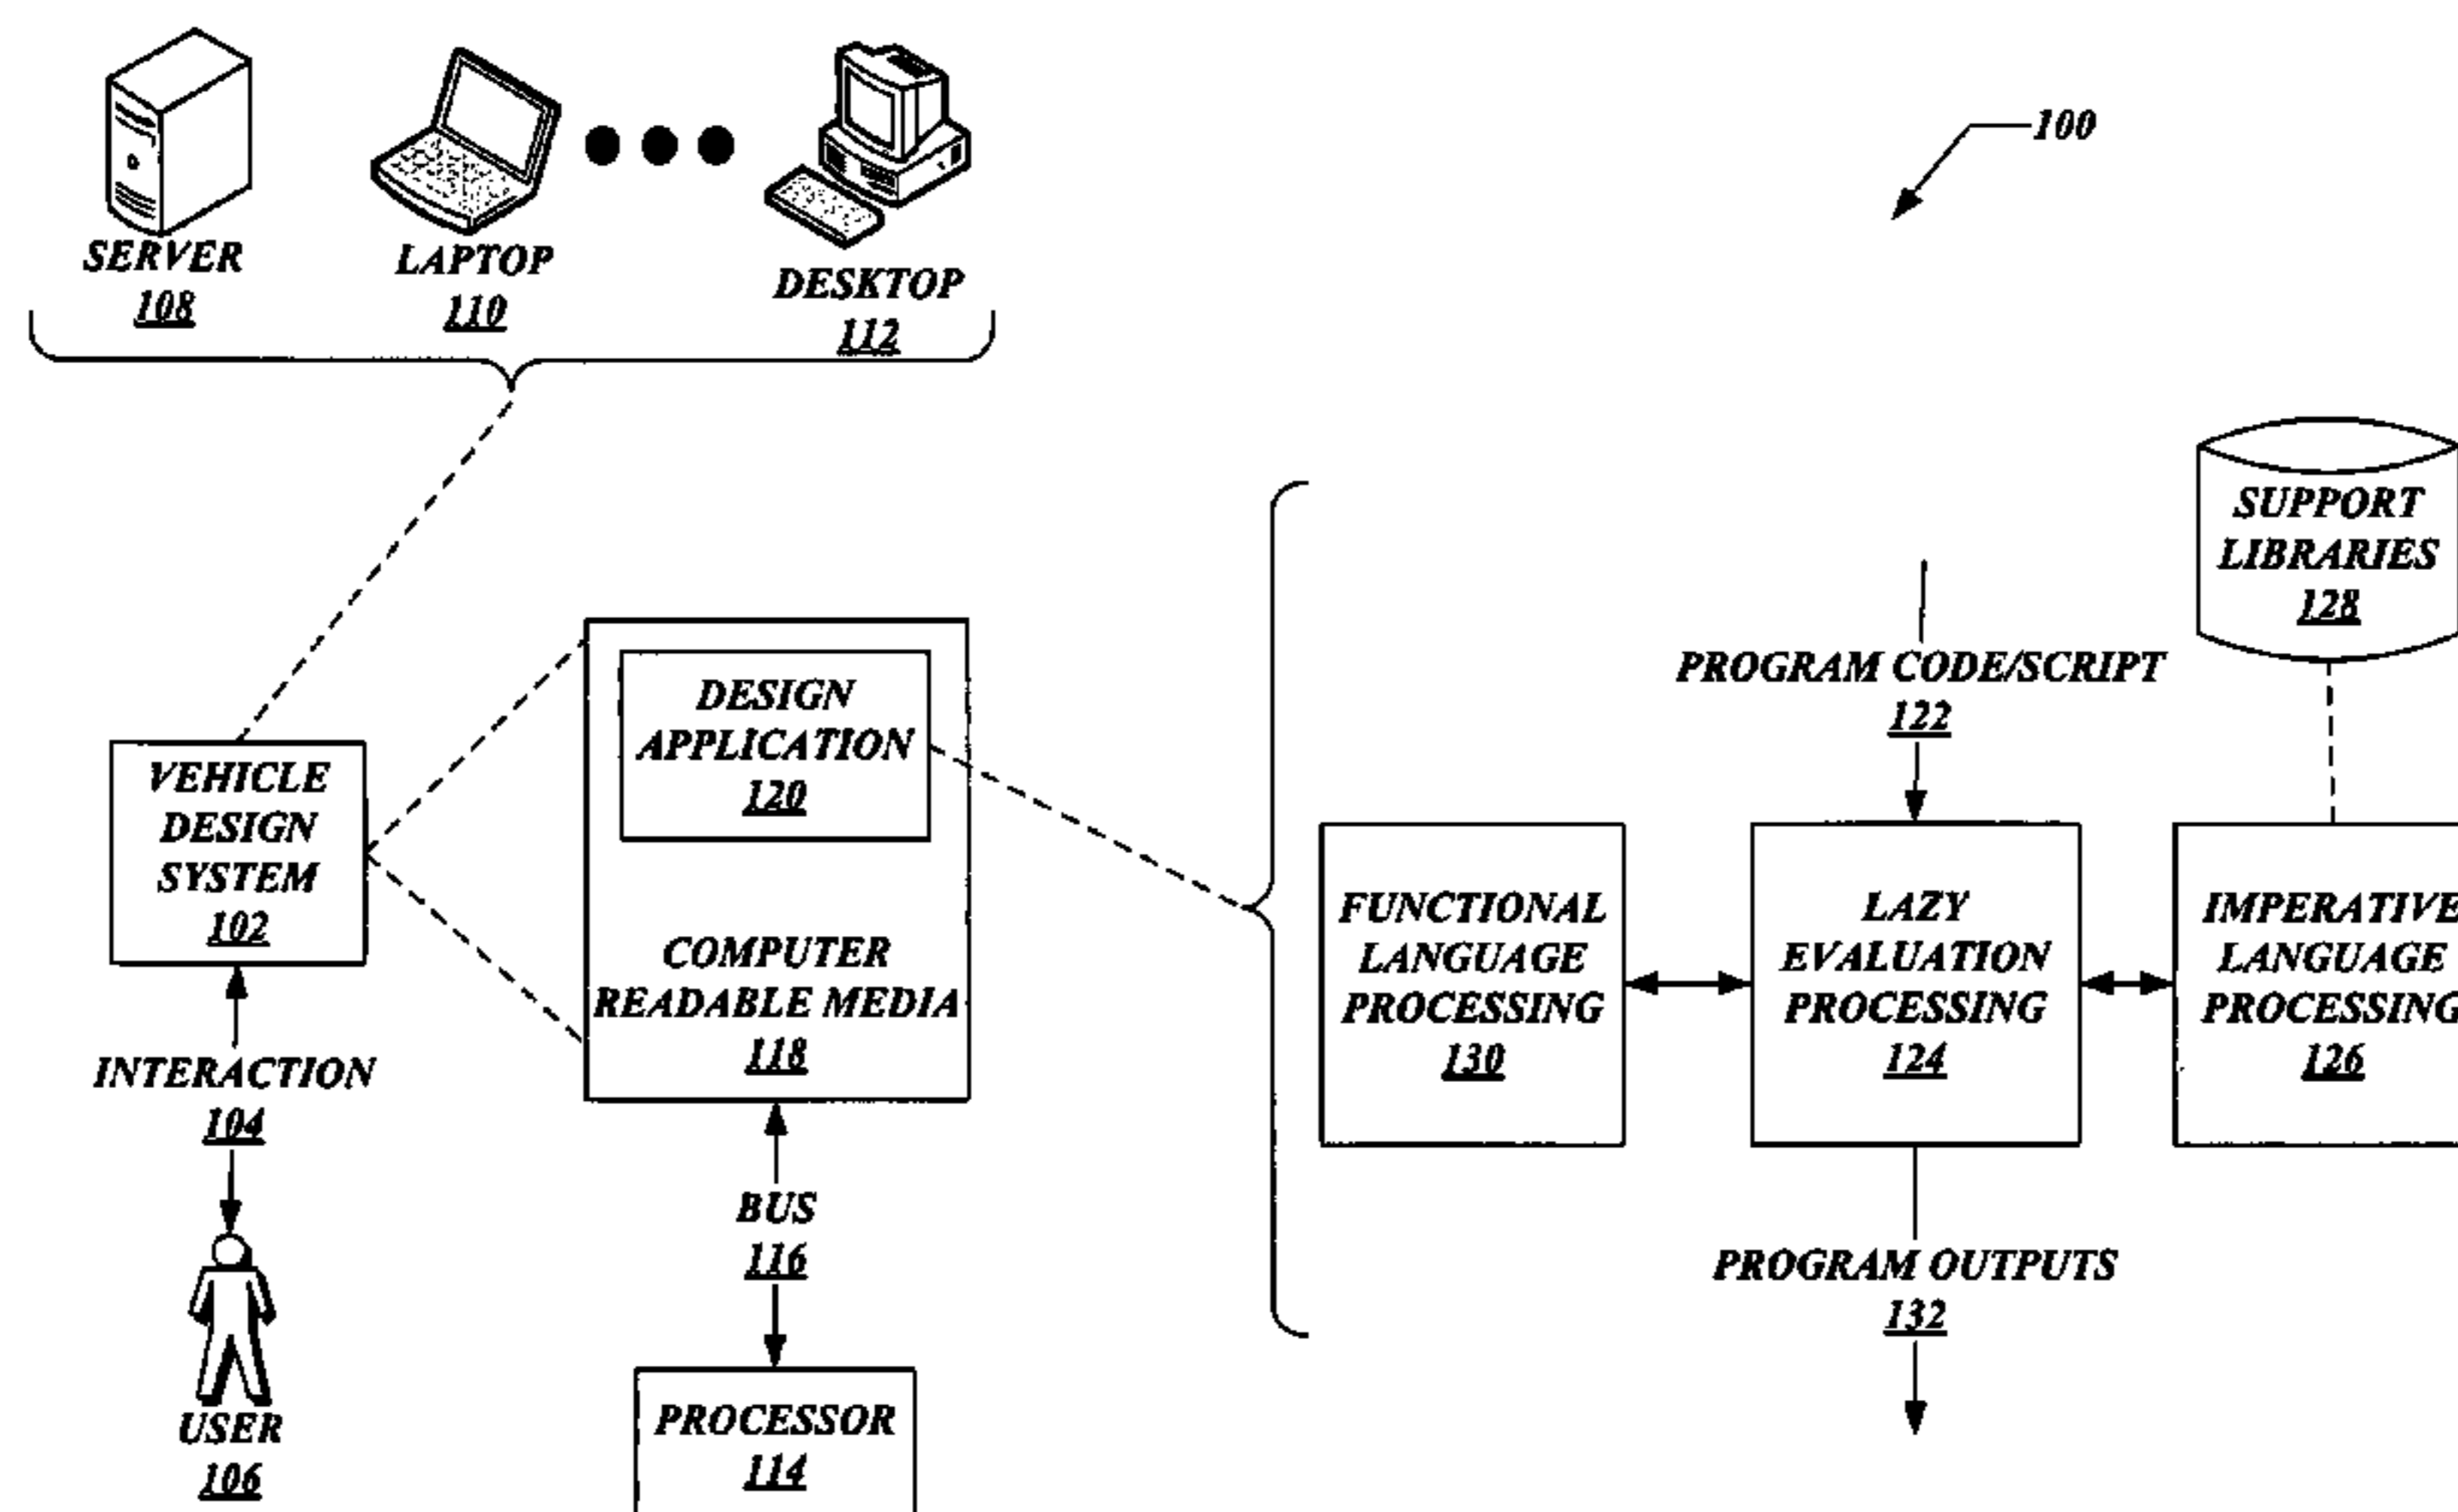 100
SERVER
108
LAPTOP
110
DESKTOP
112
SUPPORT
LIBRARIES
128
PROGRAM CODE/SCRIPT
122
DESIGN
APPLICATION
120
VEHICLE
DESIGN
SYSTEM
102
COMPUTER
READABLE MEDIA
118
FUNCTIONAL
LANGUAGE
PROCESSING
130
LAZY
EVALUATION
PROCESSING
124
IMPERATIVE
LANGUAGE
PROCESSING
126
INTERACTION
104
BUS
116
PROGRAM OUTPUTS
132
USER
106
PROCESSOR
114